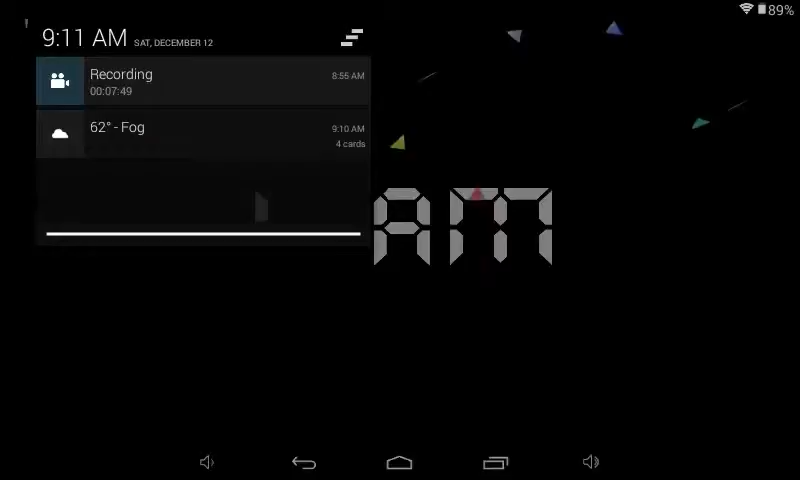 89%
9:11 AM SAT, DECEMBER 12
Recording 8:55 AM
00:07:49
62° - Fog 9:10 AM
4 cards
AM